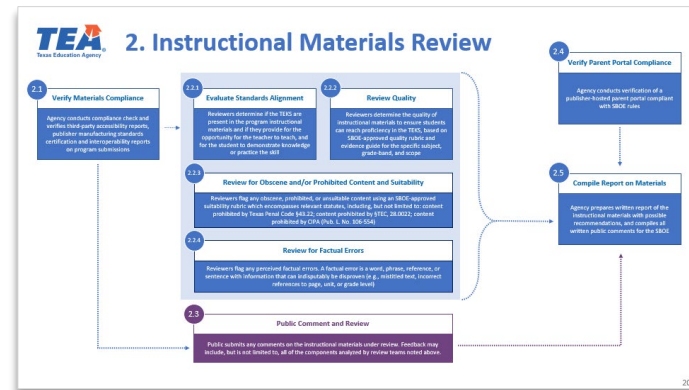 TEA
Texas Education Agency
2. Instructional Materials Review
2.1
Verify Materials Compliance
Agency conducts compliance check and
verifies third-party accessibility reports,
publisher manufacturing standards
certification and interoperability reports
on program submissions
2.2.1
Evaluate Standards Alignment
Reviewers determine if the TEKS are
present in the program instructional
materials and if they provide for the
opportunity for the teacher to teach, and
for the student to demonstrate knowledge
or practice the skill
2.2.2
Review Quality
Reviewers determine the quality of
instructional materials to ensure students
can reach proficiency in the TEKS, based on
SBOE-approved quality rubric and
evidence guide for the specific subject,
grade-band, and scope
2.2.3
Review for Obscene and/or Prohibited Content and Suitability
Reviewers flag any obscene, prohibited, or unsuitable content using an SBOE-approved
suitability rubric which encompasses relevant statutes, including, but not limited to: content
prohibited by Texas Penal Code §43.22; content prohibited by §TEC, 28.0022; content
prohibited by CIPA (Pub. L. No. 106-554)
2.2.4
Review for Factual Errors
Reviewers flag any perceived factual errors. A factual error is a word, phrase, reference, or
sentence with information that can indisputably be disproven (e.g., mistitled text, incorrect
references to page, unit, or grade level)
2.3
Public Comment and Review
Public submits any comments on the instructional materials under review. Feedback may
include, but is not limited to, all of the components analyzed by review teams noted above.
2.4
Verify Parent Portal Compliance
Agency conducts verification of a
publisher-hosted parent portal compliant
with SBOE rules
2.5
Compile Report on Materials
Agency prepares written report of the
instructional materials with possible
recommendations, and compiles all
written public comments for the SBOE
20